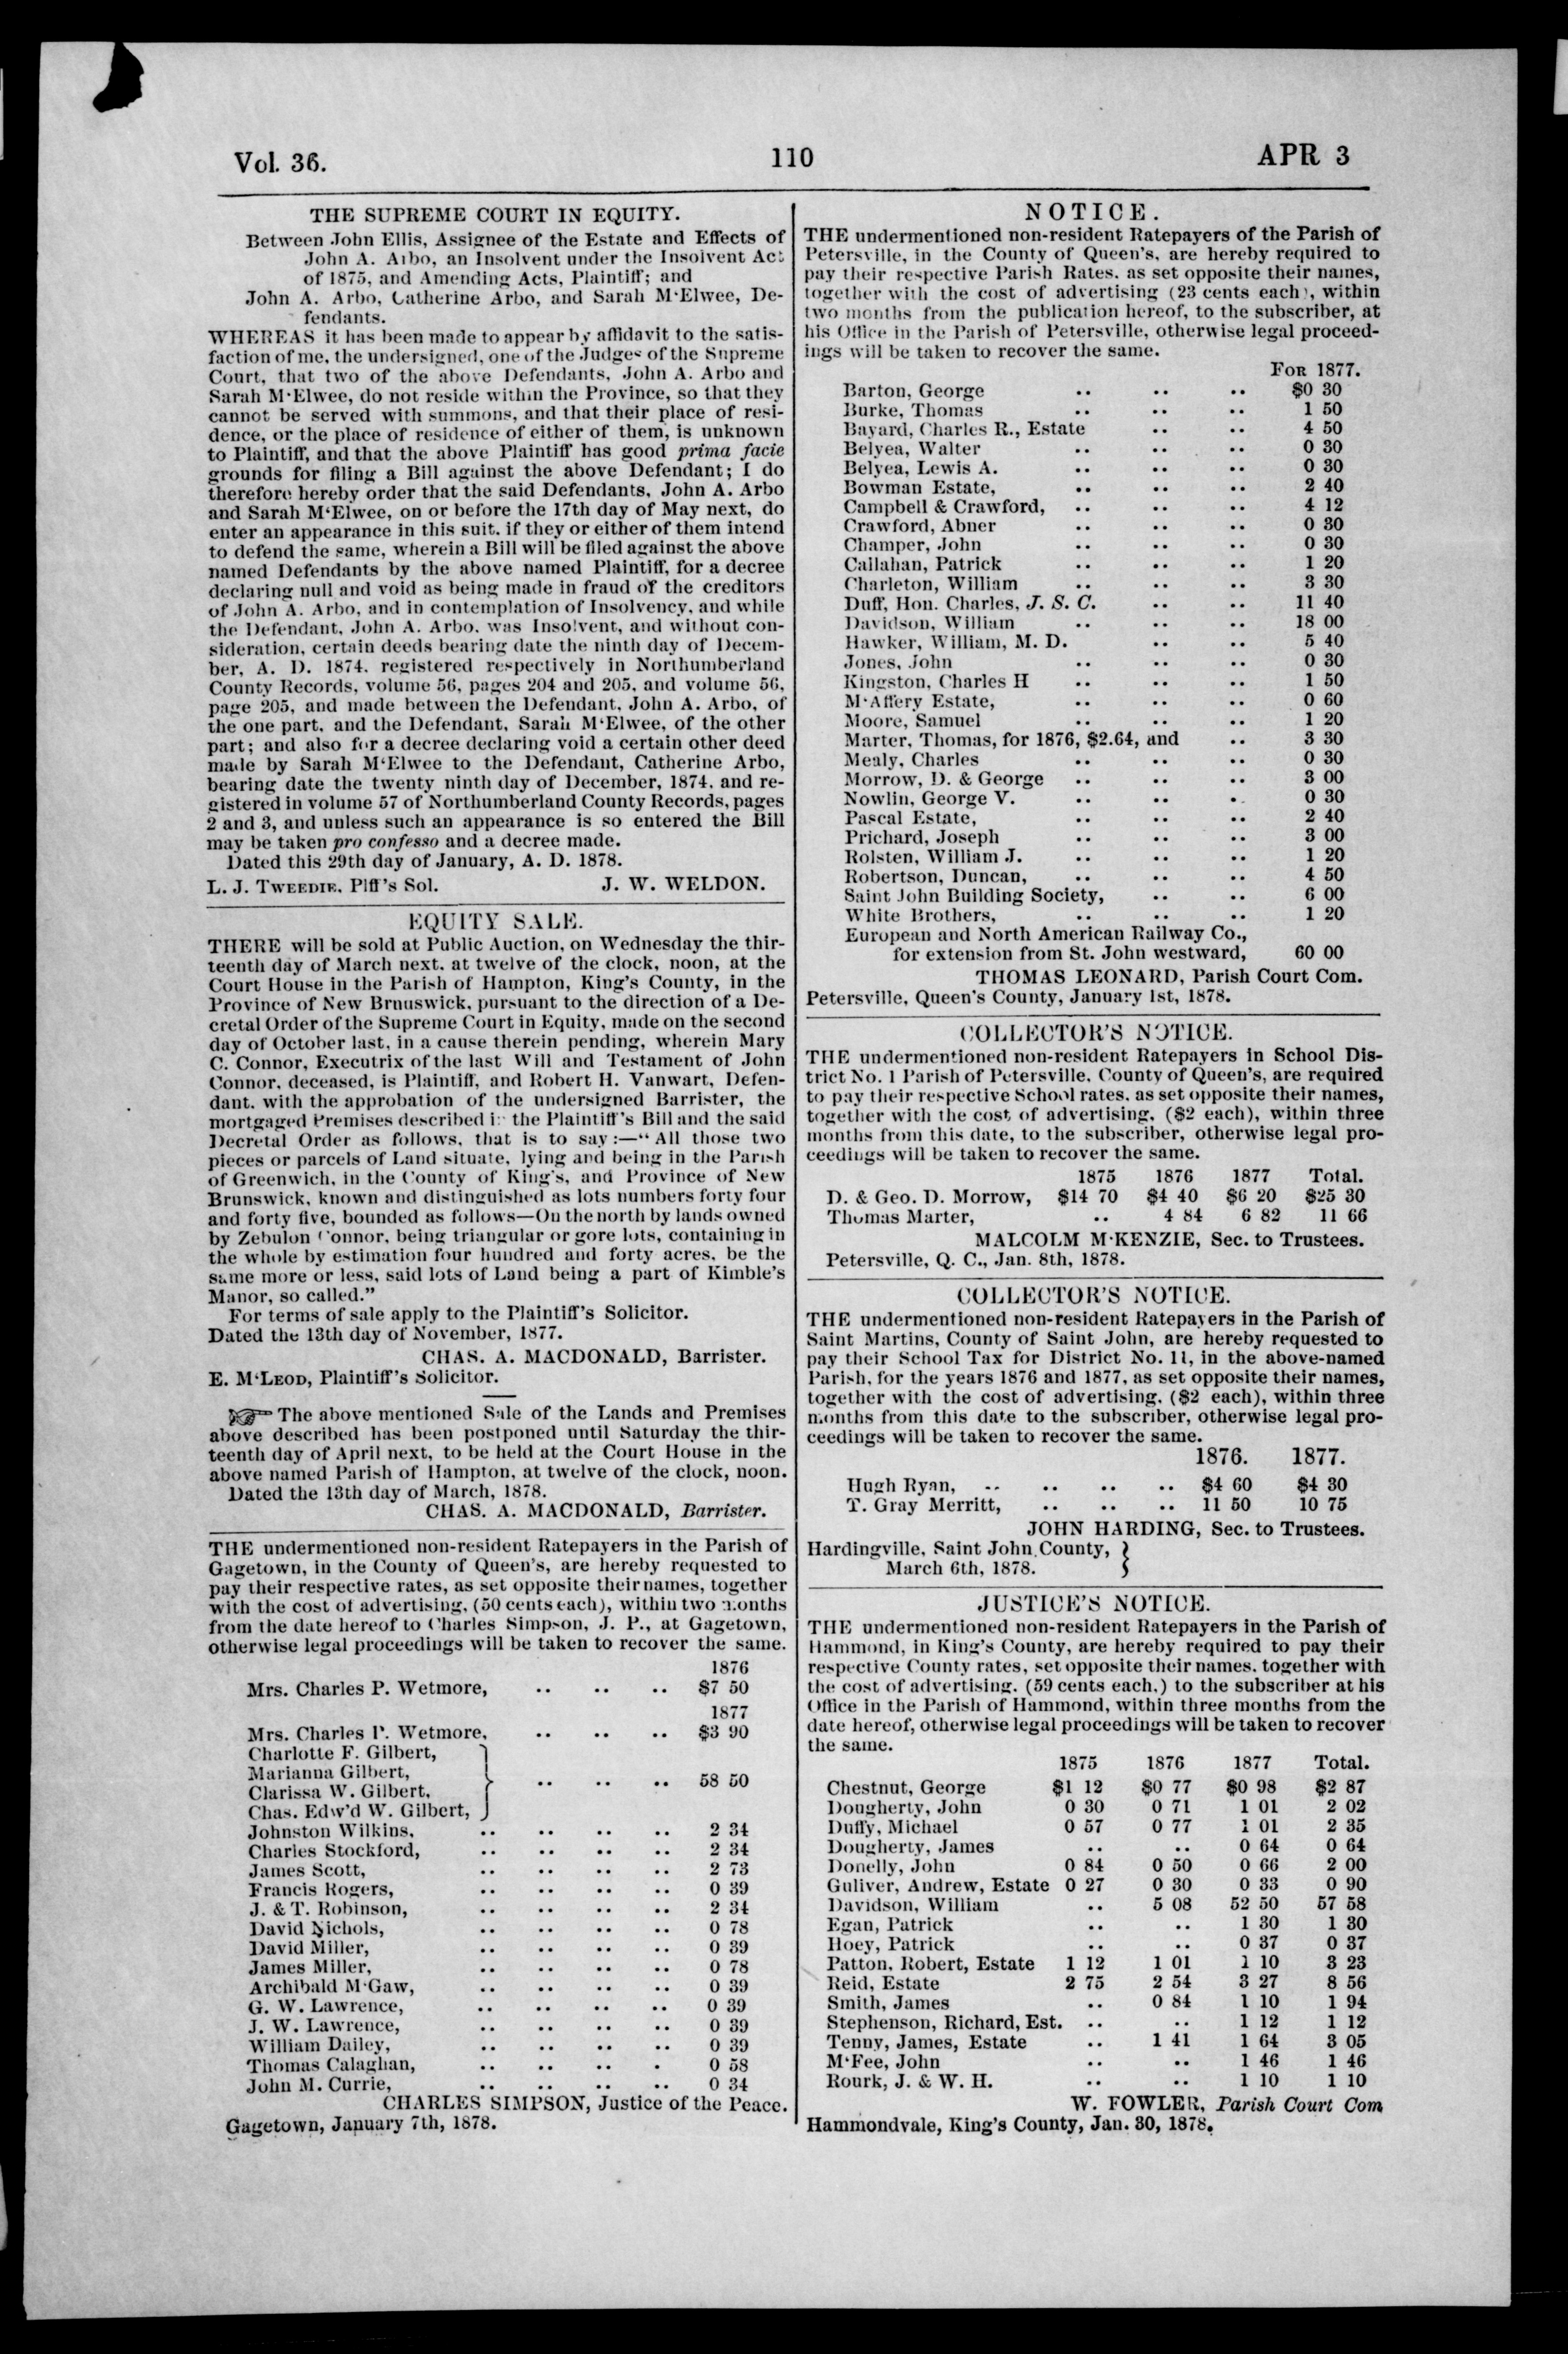 Vol. 36.
110
APR 3
THE SUPREME COURT IN EQUITY.
Between John Ellis, Assignee of the Estate and Effects of
John A. Arbo, an Insolvent under the Insolvent Act
of 1875, and Amending Acts, Plaintiff; and
John A. Arbo, Catherine Arbo, and Sarah M'Elwee, De-
fendants.
WHEREAS it has been made to appear by affidavit to the satis-
faction of me, the undersigned, one of the Judges of the Supreme
Court, that two of the above Defendants, John A. Arbo and
Sarah M'Elwee, do not reside within the Province, so that they
cannot be served with summons, and that their place of resi-
dence, or the place of residence of either of them, is unknown
to Plaintiff, and that the above Plaintiff has good prima facie
grounds for filing a Bill against the above Defendant; I do
therefore hereby order that the said Defendants, John A. Arbo
and Sarah M'Elwee, on or before the 17th day of May next, do
enter an appearance in this suit. if they or either of them intend
to defend the same, wherein a Bill will be filed against the above
named Defendants by the above named Plaintiff, for a decree
declaring null and void as being made in fraud of the creditors
of John A. Arbo, and in contemplation of Insolvency, and while
the Defendant, John A. Arbo. was Insolvent, and without con-
sideration, certain deeds bearing date the ninth day of Decem-
ber, A. D. 1874. registered respectively in Northumberland
County Records, volume 56, pages 204 and 205, and volume 56,
page 205, and made between the Defendant, John A. Arbo, of
the one part, and the Defendant, Sarah M'Elwee, of the other
part; and also for a decree declaring void a certain other deed
made by Sarah M'Elwee to the Defendant, Catherine Arbo,
bearing date the twenty ninth day of December, 1874. and re-
gistered in volume 57 of Northumberland County Records, pages
2 and 3, and unless such an appearance is so entered the Bill
may be taken pro confesso and a decree made.
Dated this 29th day of January, A. D. 1878.
L. J. TWEEDIE, Plff's Sol. J. W. WELDON.
EQUITY SALE.
THERE will be sold at Public Auction, on Wednesday the thir-
teenth day of March next. at twelve of the clock, noon, at the
Court House in the Parish of Hampton, King's County, in the
Province of New Brnuswick, pursuant to the direction of a De-
cretal Order of the Supreme Court in Equity, made on the second
day of October last, in a cause therein pending, wherein Mary
C. Connor, Executrix of the last Will and Testament of John
Connor, deceased, is Plaintiff, and Robert H. Vanwart, Defen-
dant. with the approbation of the undersigned Barrister, the
mortgaged Premises described in the Plaintiff's Bill and the said
Decretal Order as follows, that is to say:—"All those two
pieces or parcels of Land situate, lying and being in the Parish
of Greenwich, in the County of King's, and Province of New
Brunswick, known and distinguished as lots numbers forty four
and forty five, bounded as follows—On the north by lands owned
by Zebulon Connor, being triangular or gore lots, containing in
the whole by estimation four hundred and forty acres, be the
same more or less, said lots of Land being a part of Kimble's
Manor, so called."
For terms of sale apply to the Plaintiff's Solicitor.
Dated the 13th day of November, 1877.
CHAS. A. MACDONALD, Barrister.
E. M'LEOD, Plaintiff's Solicitor.
☞ The above mentioned Sale of the Lands and Premises
above described has been postponed until Saturday the thir-
teenth day of April next, to be held at the Court House in the
above named Parish of Hampton, at twelve of the clock, noon.
Dated the 13th day of March, 1878.
CHAS. A. MACDONALD, Barrister.
THE undermentioned non-resident Ratepayers in the Parish of
Gagetown, in the County of Queen's, are hereby requested to
pay their respective rates, as set opposite their names, together
with the cost of advertising, (50 cents each), within two months
from the date hereof to Charles Simpson, J. P., at Gagetown,
otherwise legal proceedings will be taken to recover the same.
1876
Mrs. Charles P. Wetmore, .. .. .. $7 50
1877
Mrs. Charles P. Wetmore, .. .. .. $3 90
Charlotte F. Gilbert,
Marianna Gilbert,
Clarissa W. Gilbert,
Chas. Edw'd W. Gilbert, } .. .. .. 58 50
Johnston Wilkins, .. .. .. .. 2 34
Charles Stockford, .. .. .. .. 2 34
James Scott, .. .. .. .. 2 73
Francis Rogers, .. .. .. .. 0 39
J. & T. Robinson, .. .. .. .. 2 34
David Nichols, .. .. .. .. 0 78
David Miller, .. .. .. .. 0 39
James Miller, .. .. .. .. 0 78
Archibald M'Gaw, .. .. .. .. 0 39
G. W. Lawrence, .. .. .. .. 0 39
J. W. Lawrence, .. .. .. .. 0 39
William Dailey, .. .. .. .. 0 39
Thomas Calaghan, .. .. .. . 0 58
John M. Currie, .. .. .. .. 0 34
CHARLES SIMPSON, Justice of the Peace.
Gagetown, January 7th, 1878.
NOTICE.
THE undermentioned non-resident Ratepayers of the Parish of
Petersville, in the County of Queen's, are hereby required to
pay their respective Parish Rates. as set opposite their names,
together with the cost of advertising (23 cents each), within
two months from the publication hereof, to the subscriber, at
his Office in the Parish of Petersville, otherwise legal proceed-
ings will be taken to recover the same.
FOR 1877.
Barton, George .. .. .. $0 30
Burke, Thomas .. .. .. 1 50
Bayard, Charles R., Estate .. .. 4 50
Belyea, Walter .. .. .. 0 30
Belyea, Lewis A. .. .. .. 0 30
Bowman Estate, .. .. .. 2 40
Campbell & Crawford, .. .. .. 4 12
Crawford, Abner .. .. .. 0 30
Champer, John .. .. .. 0 30
Callahan, Patrick .. .. .. 1 20
Charleton, William .. .. .. 3 30
Duff, Hon. Charles, J. S. C. .. .. 11 40
Davidson, William .. .. .. 18 00
Hawker, William, M. D. .. .. 5 40
Jones, John .. .. .. 0 30
Kingston, Charles H .. .. .. 1 50
M'Affery Estate, .. .. .. 0 60
Moore, Samuel .. .. .. 1 20
Marter, Thomas, for 1876, $2.64, and .. 3 30
Mealy, Charles .. .. .. 0 30
Morrow, D. & George .. .. .. 3 00
Nowlin, George V. .. .. .. 0 30
Pascal Estate, .. .. .. 2 40
Prichard, Joseph .. .. .. 3 00
Rolsten, William J. .. .. .. 1 20
Robertson, Duncan, .. .. .. 4 50
Saint John Building Society, .. .. 6 00
White Brothers, .. .. .. 1 20
European and North American Railway Co.,
for extension from St. John westward, 60 00
THOMAS LEONARD, Parish Court Com.
Petersville, Queen's County, January 1st, 1878.
COLLECTOR'S NOTICE.
THE undermentioned non-resident Ratepayers in School Dis-
trict No. 1 Parish of Petersville, County of Queen's, are required
to pay their respective School rates. as set opposite their names,
together with the cost of advertising, ($2 each), within three
months from this date, to the subscriber, otherwise legal pro-
ceedings will be taken to recover the same.
1875 1876 1877 Total.
D. & Geo. D. Morrow, $14 70 $4 40 $6 20 $25 30
Thomas Marter, .. 4 84 6 82 11 66
MALCOLM M'KENZIE, Sec. to Trustees.
Petersville, Q. C., Jan. 8th, 1878.
COLLECTOR'S NOTICE.
THE undermentioned non-resident Ratepayers in the Parish of
Saint Martins, County of Saint John, are hereby requested to
pay their School Tax for District No. 11, in the above-named
Parish, for the years 1876 and 1877, as set opposite their names,
together with the cost of advertising, ($2 each), within three
months from this date to the subscriber, otherwise legal pro-
ceedings will be taken to recover the same.
1876. 1877.
Hugh Ryan, .. .. .. .. $4 60 $4 30
T. Gray Merritt, .. .. .. 11 50 10 75
JOHN HARDING, Sec. to Trustees.
Hardingville, Saint John County, }
March 6th, 1878.
JUSTICE'S NOTICE.
THE undermentioned non-resident Ratepayers in the Parish of
Hammond, in King's County, are hereby required to pay their
respective County rates, set opposite their names, together with
the cost of advertising. (59 cents each,) to the subscriber at his
Office in the Parish of Hammond, within three months from the
date hereof, otherwise legal proceedings will be taken to recover
the same.
1875 1876 1877 Total.
Chestnut, George $1 12 $0 77 $0 98 $2 87
Dougherty, John 0 30 0 71 1 01 2 02
Duffy, Michael 0 57 0 77 1 01 2 35
Dougherty, James .. .. 0 64 0 64
Donelly, John 0 84 0 50 0 66 2 00
Guliver, Andrew, Estate 0 27 0 30 0 33 0 90
Davidson, William .. 5 08 52 50 57 58
Egan, Patrick .. .. 1 30 1 30
Hoey, Patrick .. .. 0 37 0 37
Patton, Robert, Estate 1 12 1 01 1 10 3 23
Reid, Estate 2 75 2 54 3 27 8 56
Smith, James .. 0 84 1 10 1 94
Stephenson, Richard, Est. .. .. 1 12 1 12
Tenny, James, Estate .. 1 41 1 64 3 05
M'Fee, John .. .. 1 46 1 46
Rourk, J. & W. H. .. .. 1 10 1 10
W. FOWLER, Parish Court Com
Hammondvale, King's County, Jan. 30, 1878.